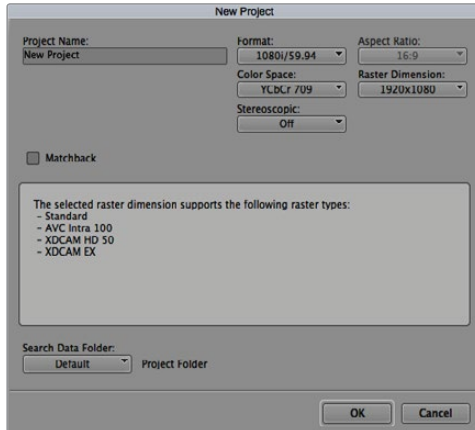 New Project
Project Name:
New Project
Format:
1080i/59.94
Aspect Ratio:
16:9
Color Space:
YCbCr 709
Raster Dimension:
1920x1080
Stereoscopic:
Off
Matchback
The selected raster dimension supports the following raster types:
- Standard
- AVC Intra 100
- XDCAM HD 50
- XDCAM EX
Search Data Folder:
Default
Project Folder
OK
Cancel